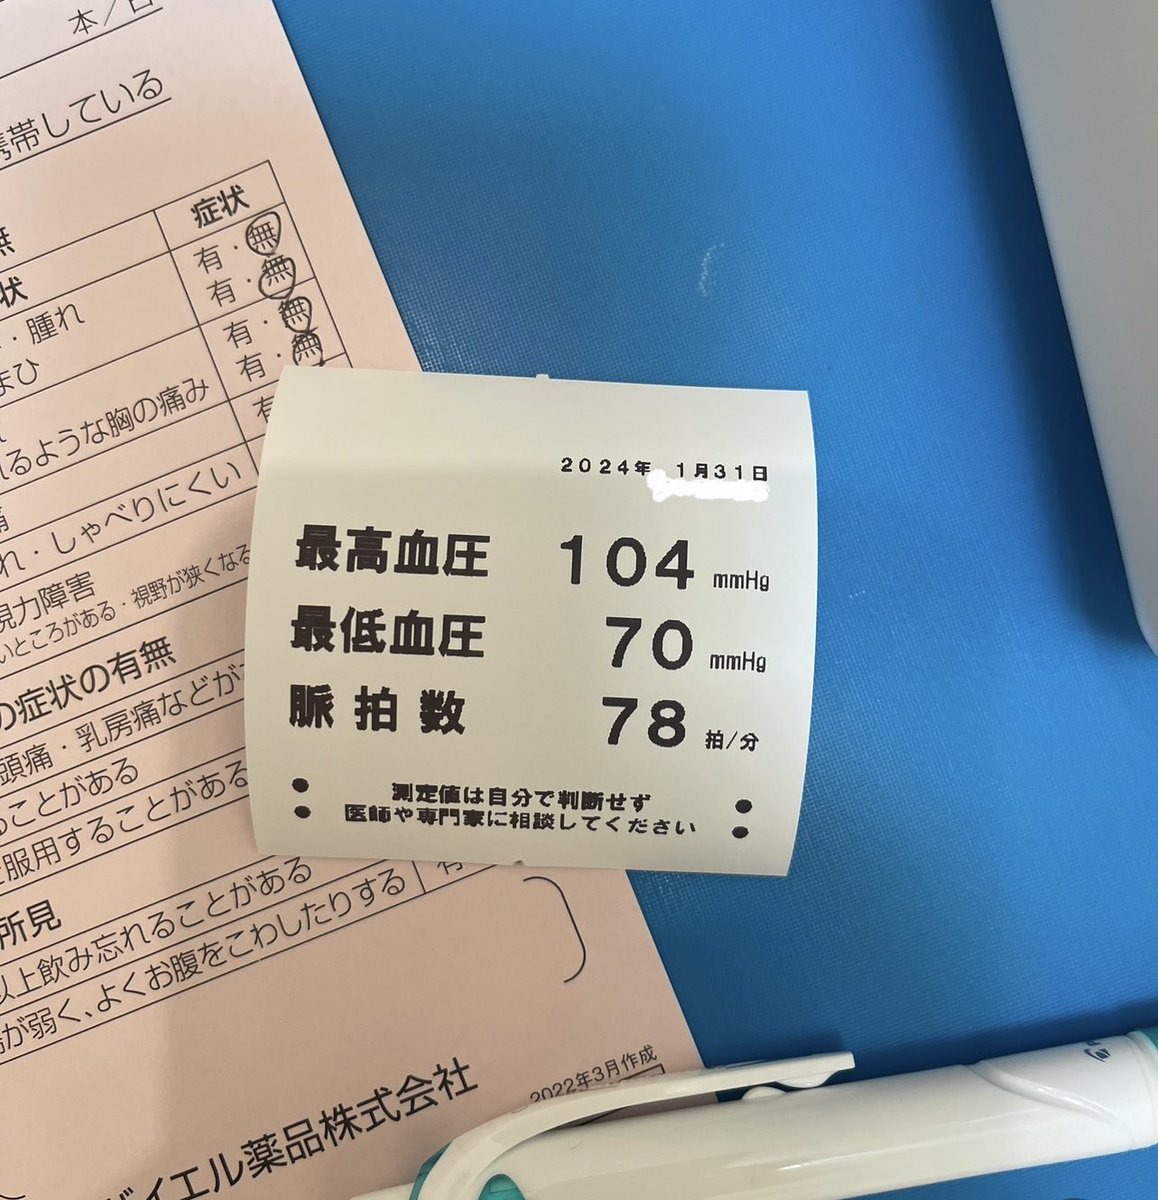 本／日
携帯している
無
症状
有・無
状
有・無
・腫れ
有・無
まひ
有・無
るような胸の痛み
有
れ・しゃべりにくい
視力障害
いところがある・視野が狭くなる
の症状の有無
頭痛・乳房痛などが
ることがある
服用することがある
所見
以上飲み忘れることがある
が弱く、よくお腹をこわしたりする
有
バイエル薬品株式会社
2022年3月作成
2024年 1月31日
最高血圧 104 mmHg
最低血圧 70 mmHg
脈拍数 78 拍/分
測定値は自分で判断せず
医師や専門家に相談してください